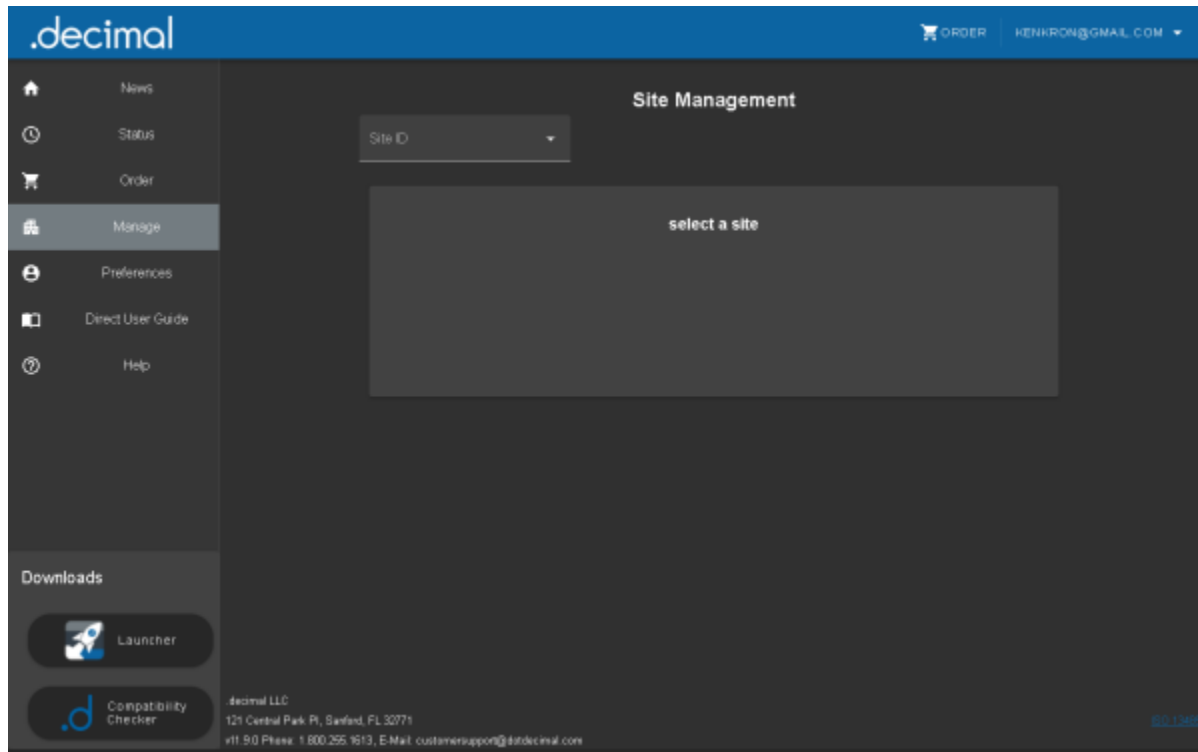 .decimal
ORDER
KENKRON@GMAIL.COM
News
Status
Order
Manage
Preferences
Direct User Guide
Help
Site Management
Site ID
select a site
Downloads
Launcher
.d Compatibility
Checker
.decimal LLC
121 Central Park Pl, Sanford, FL 32771
v11.9.0 Phone: 1.800.255.1613, E-Mail: customersupport@dotdecimal.com
ISO